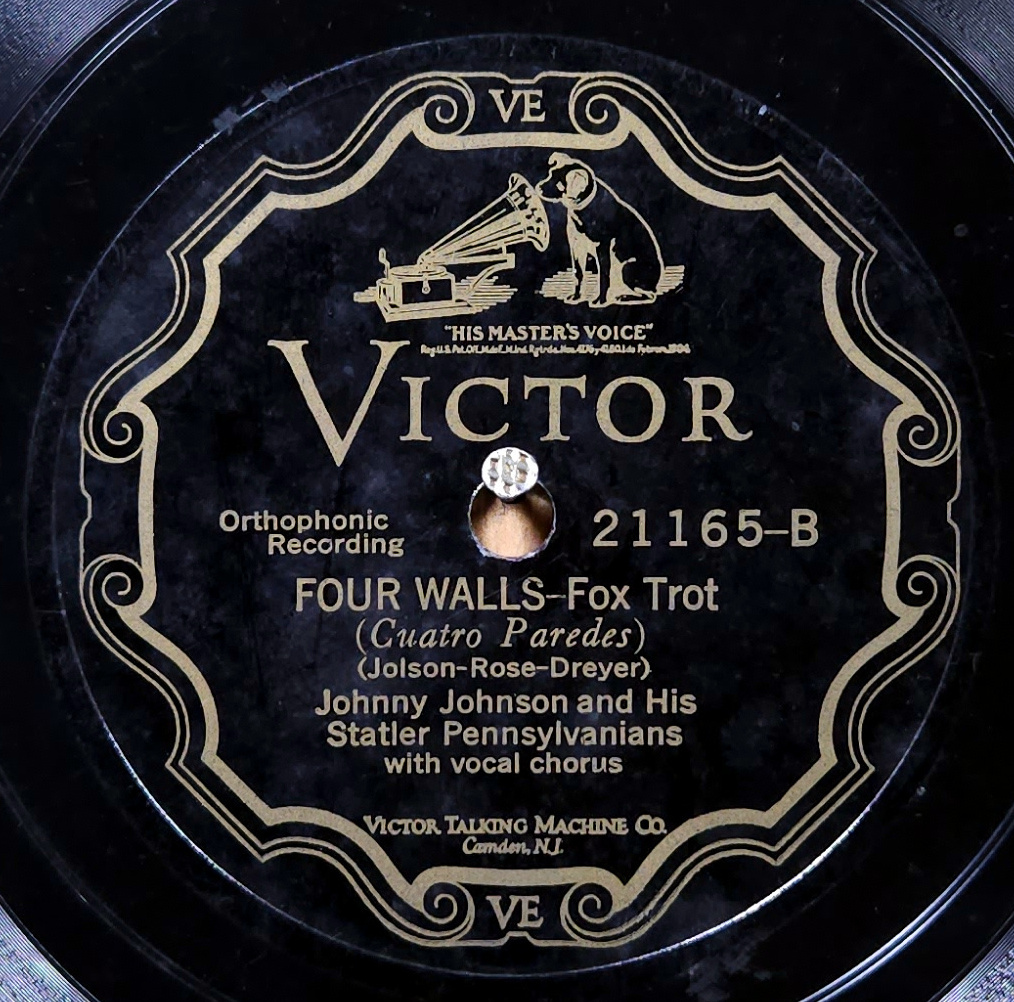 VE
"HIS MASTER'S VOICE"
VICTOR
Orthophonic
Recording
21165-B
FOUR WALLS-Fox Trot
(Cuatro Paredes)
(Jolson-Rose-Dreyer)
Johnny Johnson and His
Statler Pennsylvanians
with vocal chorus
VICTOR TALKING MACHINE CO.
Camden, N.J.
VE